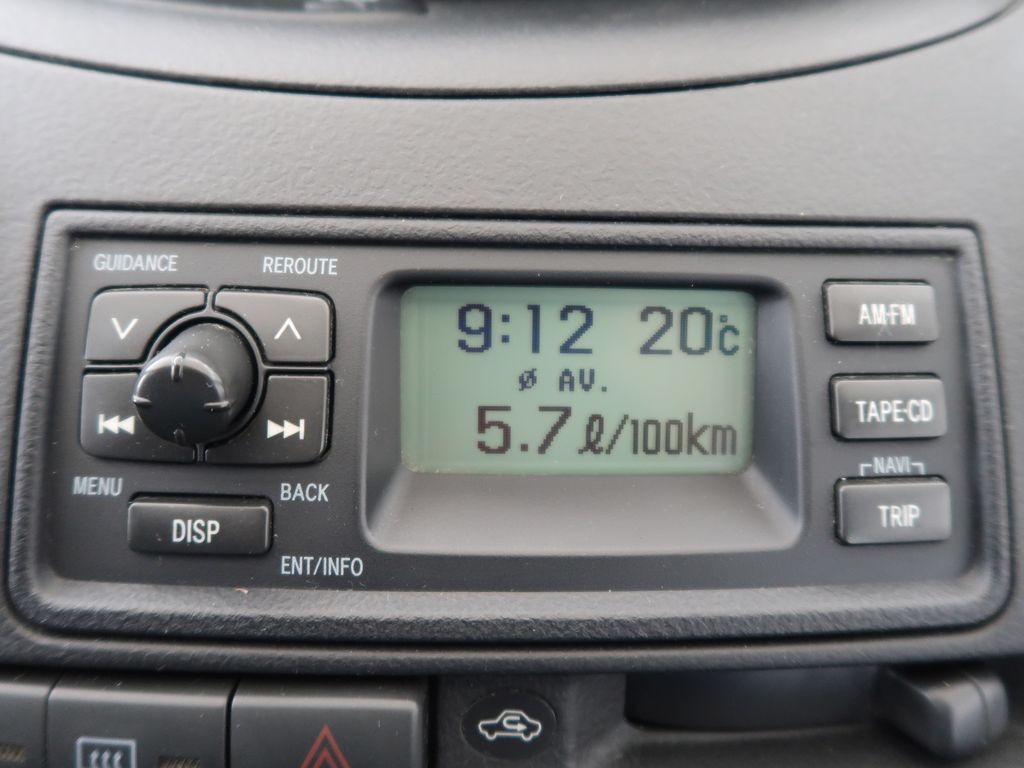 GUIDANCE
REROUTE
MENU
BACK
DISP
ENT/INFO
9:12 20°c
ø AV.
5.7 ℓ/100km
AM·FM
TAPE·CD
NAVI
TRIP